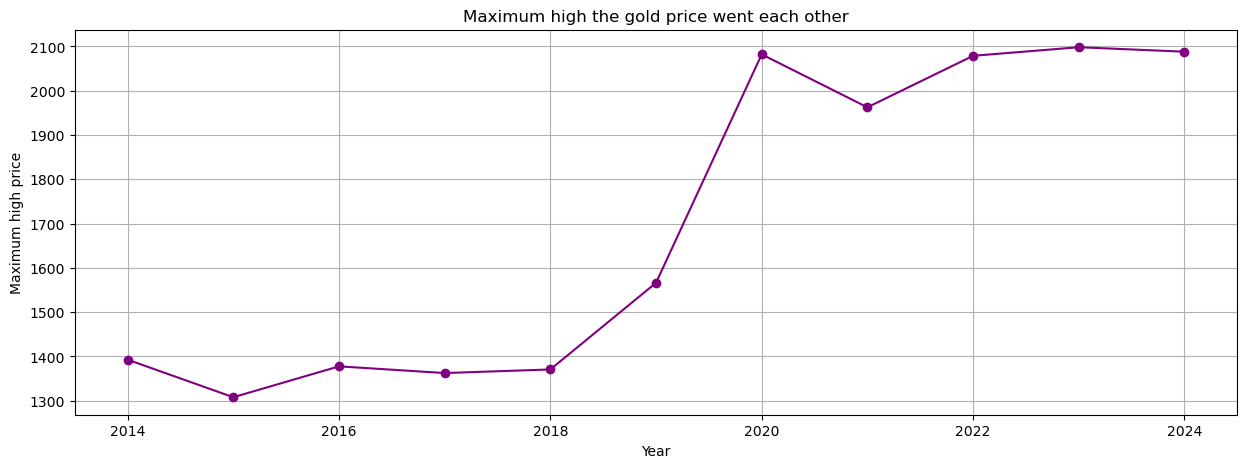 Maximum high the gold price went each other
Maximum high price
2100
2000
1900
1800
1700
1600
1500
1400
1300
2014 2016 2018 2020 2022 2024
Year